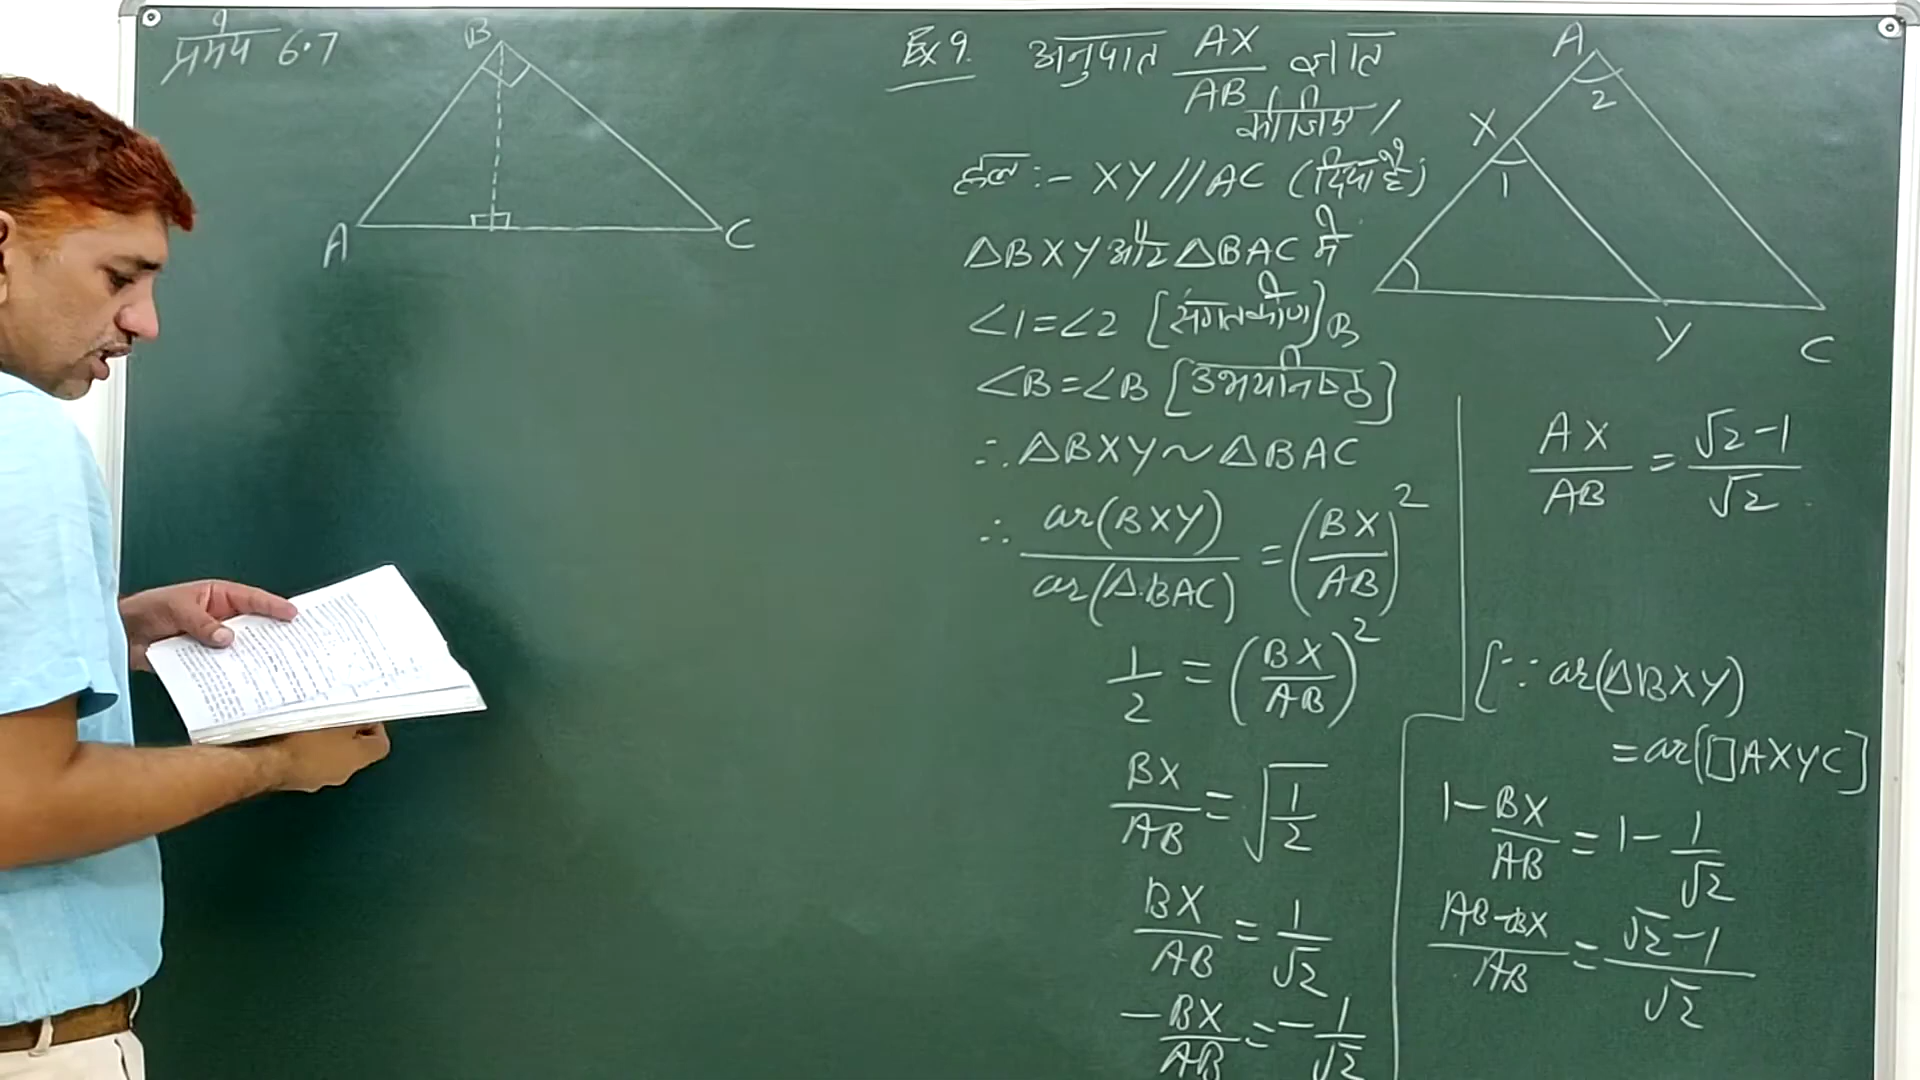 प्रमेय 6.7
B
A
C
Ex 9. अनुपात AX/AB ज्ञात
कीजिए /
हल :- XY // AC (दिया है)
△BXY और △BAC में
∠1 = ∠2 [संगत कोण]
∠B = ∠B [उभयनिष्ठ]
∴ △BXY ~ △BAC
∴ ar(BXY)/ar(△BAC) = (BX/AB)²
1/2 = (BX/AB)²
BX/AB = √(1/2)
BX/AB = 1/√2
-BX/AB = -1/√2
A
2
X
1
B
Y
C
AX/AB = (√2-1)/√2
[∵ ar(△BXY)
= ar(□AXYC]
1 - BX/AB = 1 - 1/√2
(AB-BX)/AB = (√2-1)/√2